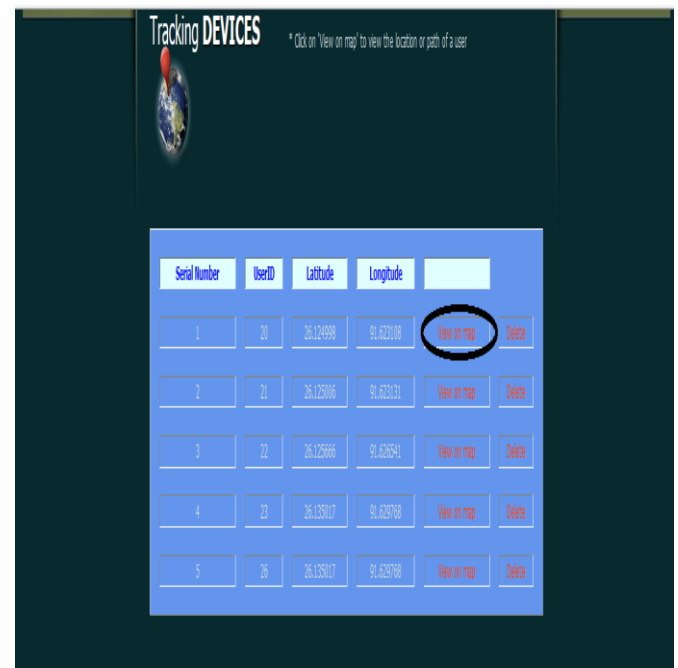 Tracking DEVICES
* Click on 'View on map' to view the location or path of a user
Serial Number UserID Latitude Longitude
1 20 26.124998 91.623108 View on map Delete
2 21 26.125006 91.623131 View on map Delete
3 22 26.125666 91.626541 View on map Delete
4 23 26.135017 91.629768 View on map Delete
5 26 26.135017 91.629768 View on map Delete